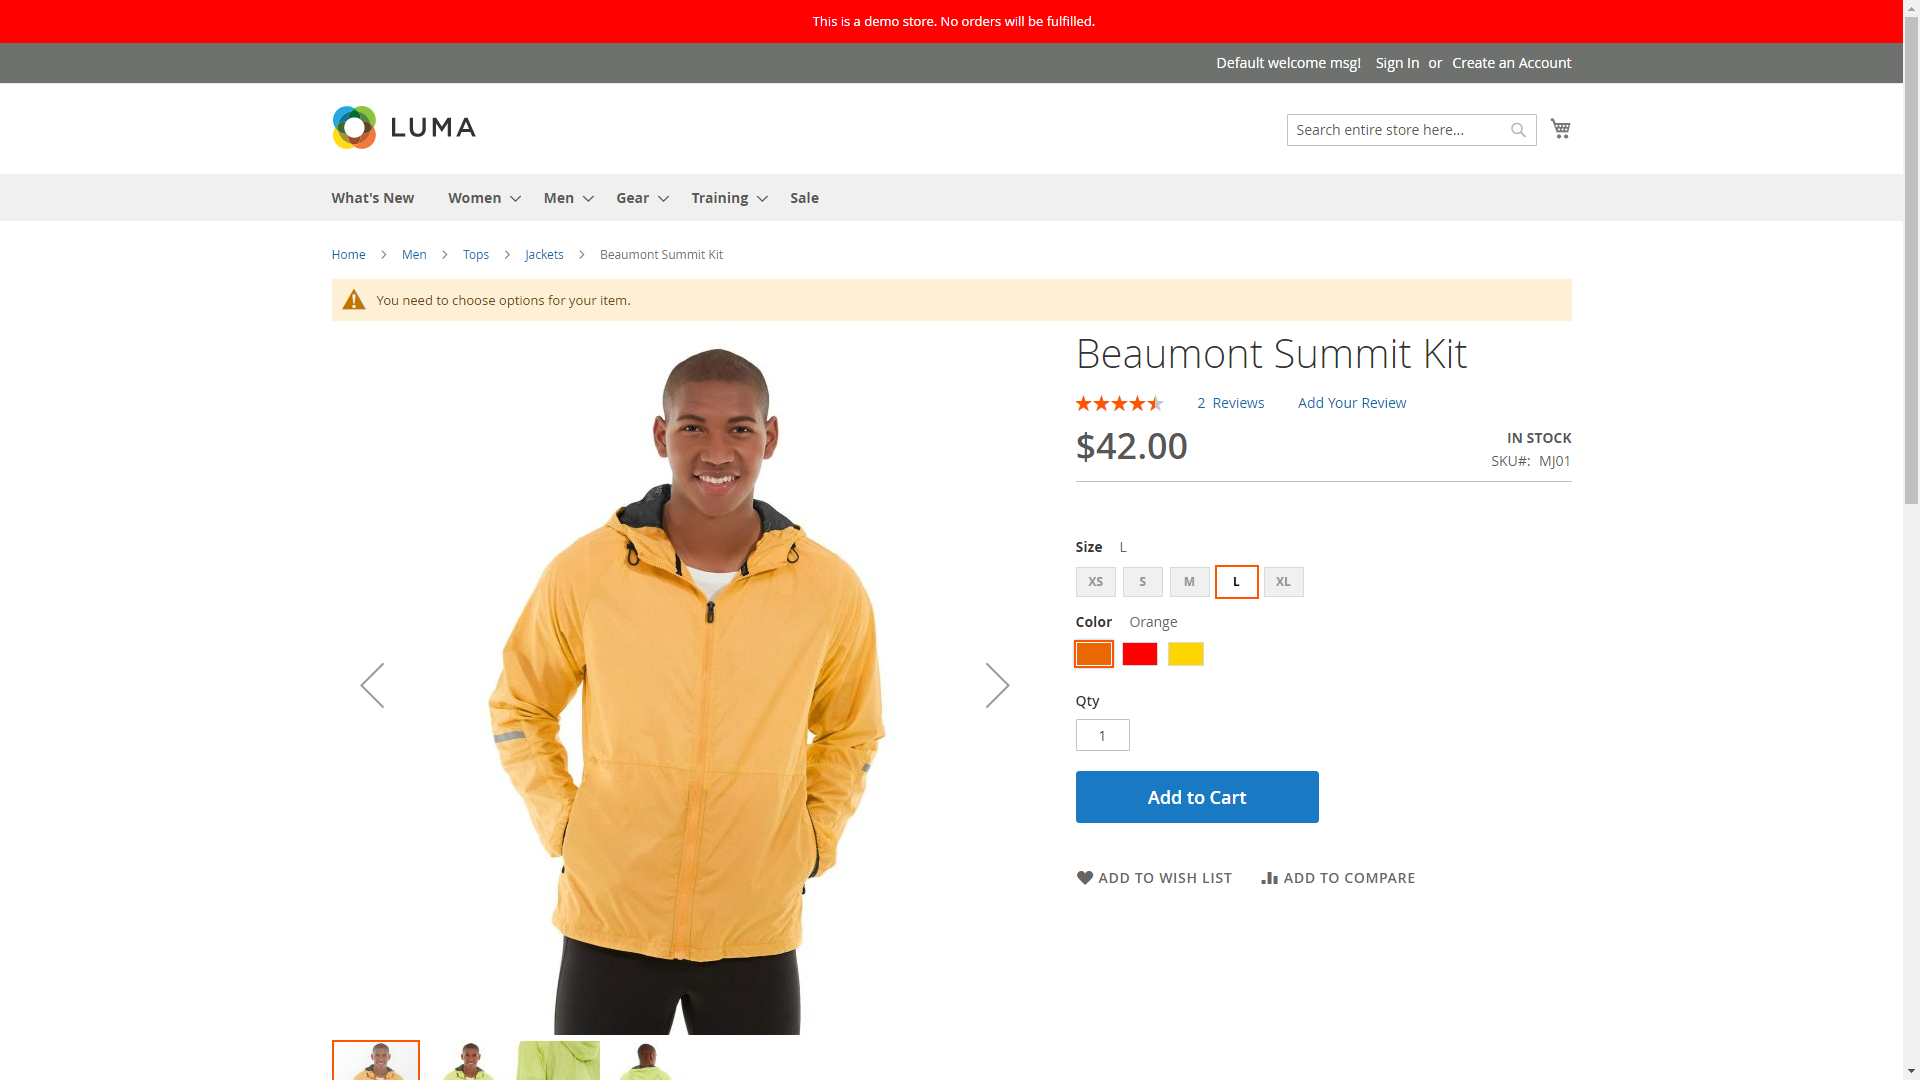 This is a demo store. No orders will be fulfilled.
Default welcome msg! Sign In or Create an Account
LUMA
Search entire store here...
What's New Women Men Gear Training Sale
Home Men Tops Jackets Beaumont Summit Kit
You need to choose options for your item.
Beaumont Summit Kit
2 Reviews Add Your Review
$42.00
IN STOCK
SKU#: MJ01
Size L
XS S M L XL
Color Orange
Qty
1
Add to Cart
ADD TO WISH LIST ADD TO COMPARE